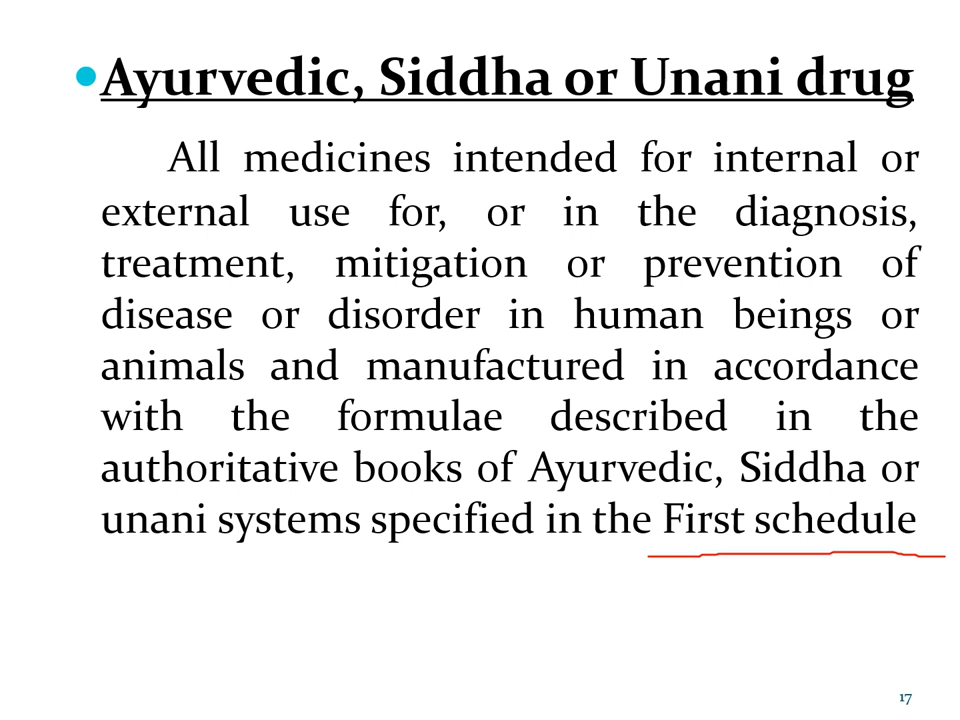 Ayurvedic, Siddha or Unani drug
All medicines intended for internal or
external use for, or in the diagnosis,
treatment, mitigation or prevention of
disease or disorder in human beings or
animals and manufactured in accordance
with the formulae described in the
authoritative books of Ayurvedic, Siddha or
unani systems specified in the First schedule
17